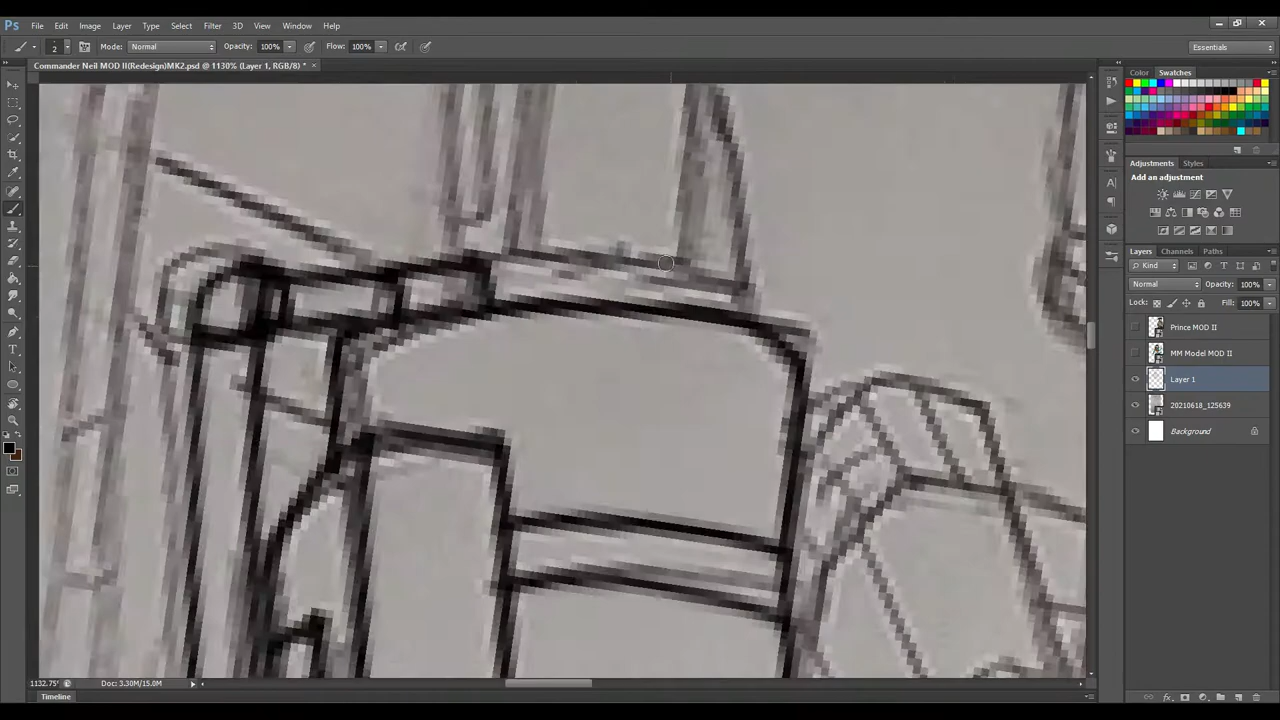 Ps File Edit Image Layer Type Select Filter 3D View Window Help
2 Mode: Normal Opacity: 100% Flow: 100% Essentials
Commander Neil MOD II(Redesign)MK2.psd @ 1130% (Layer 1, RGB/8) * ×
Color Swatches
Adjustments Styles
Add an adjustment
Layers Channels Paths
Kind
Normal Opacity: 100%
Lock: Fill: 100%
Prince MOD II
MM Model MOD II
Layer 1
20210618_125639
Background
1132.75* Doc: 3.30M/15.0M
Timeline